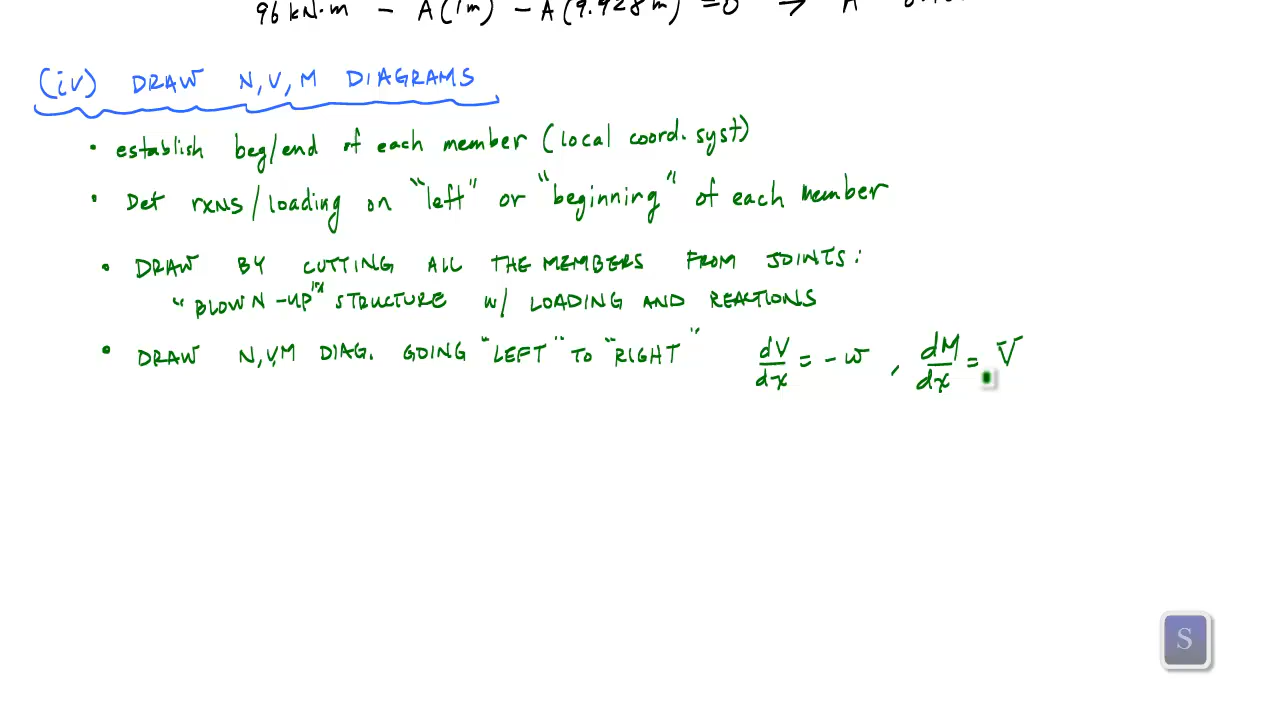 96 kN·m - A(1m) - A(9.928m) = 0 → A
(iv) DRAW N,V,M DIAGRAMS
• establish beg/end of each member (local coord. syst)
• Det rxns/loading on "left" or "beginning" of each member
• DRAW BY CUTTING ALL THE MEMBERS FROM JOINTS:
"BLOWN-UP" STRUCTURE w/ LOADING AND REACTIONS
• DRAW N,V,M DIAG. GOING "LEFT" TO "RIGHT" dV/dx = -w , dM/dx = V
S